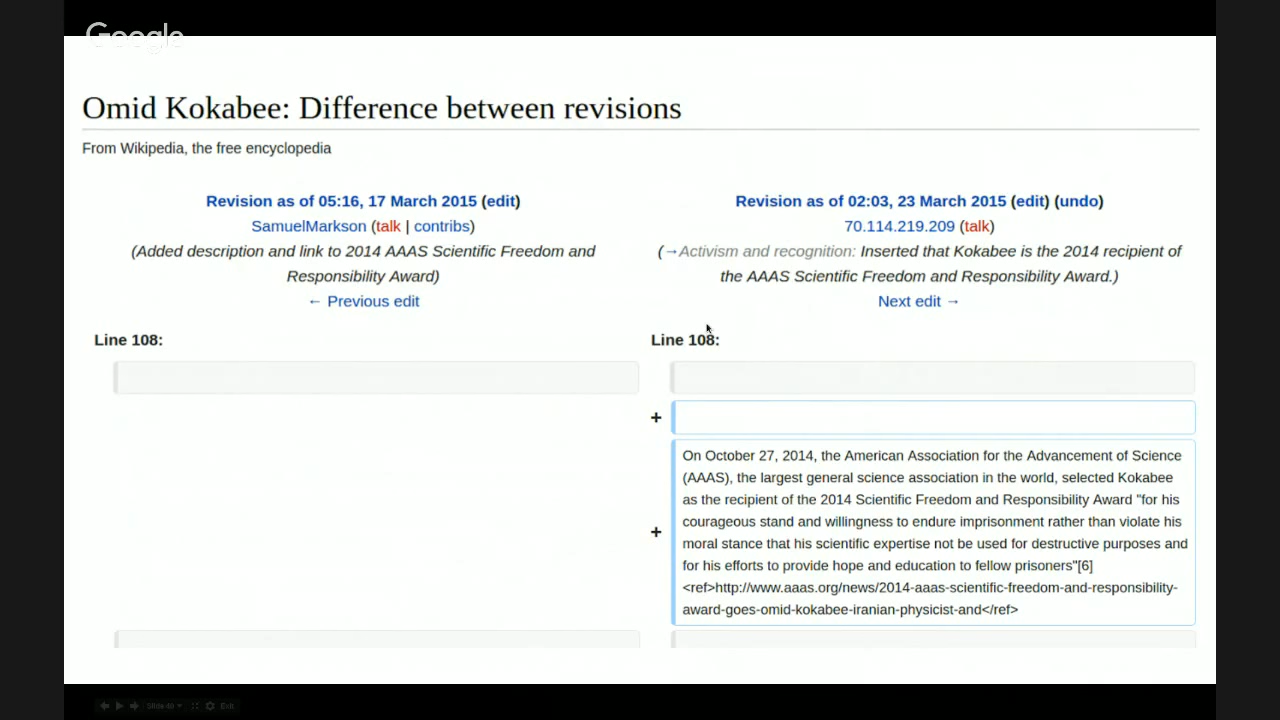 Google
Omid Kokabee: Difference between revisions
From Wikipedia, the free encyclopedia
Revision as of 05:16, 17 March 2015 (edit)
SamuelMarkson (talk | contribs)
(Added description and link to 2014 AAAS Scientific Freedom and
Responsibility Award)
← Previous edit
Revision as of 02:03, 23 March 2015 (edit) (undo)
70.114.219.209 (talk)
(→Activism and recognition: Inserted that Kokabee is the 2014 recipient of
the AAAS Scientific Freedom and Responsibility Award.)
Next edit →
Line 108:
Line 108:
+
+
On October 27, 2014, the American Association for the Advancement of Science
(AAAS), the largest general science association in the world, selected Kokabee
as the recipient of the 2014 Scientific Freedom and Responsibility Award "for his
courageous stand and willingness to endure imprisonment rather than violate his
moral stance that his scientific expertise not be used for destructive purposes and
for his efforts to provide hope and education to fellow prisoners"[6]
<ref>http://www.aaas.org/news/2014-aaas-scientific-freedom-and-responsibility-
award-goes-omid-kokabee-iranian-physicist-and</ref>
Slide 49
Exit